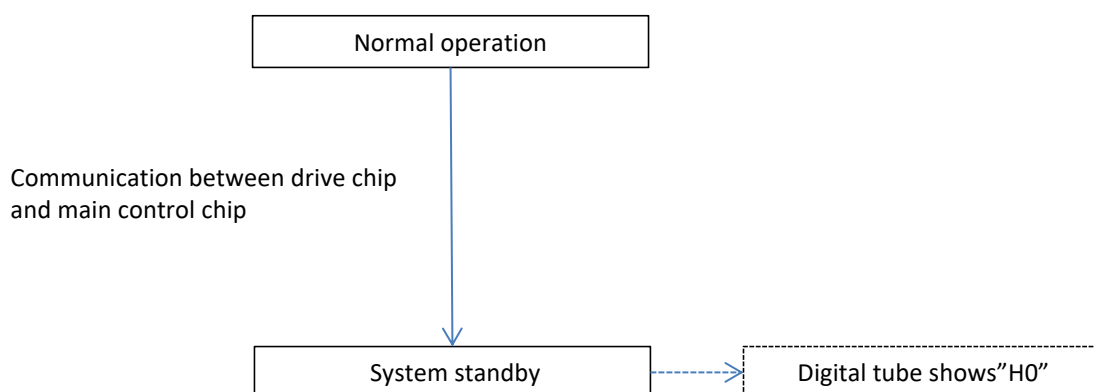 Normal operation
Communication between drive chip
and main control chip
System standby
Digital tube shows”H0”